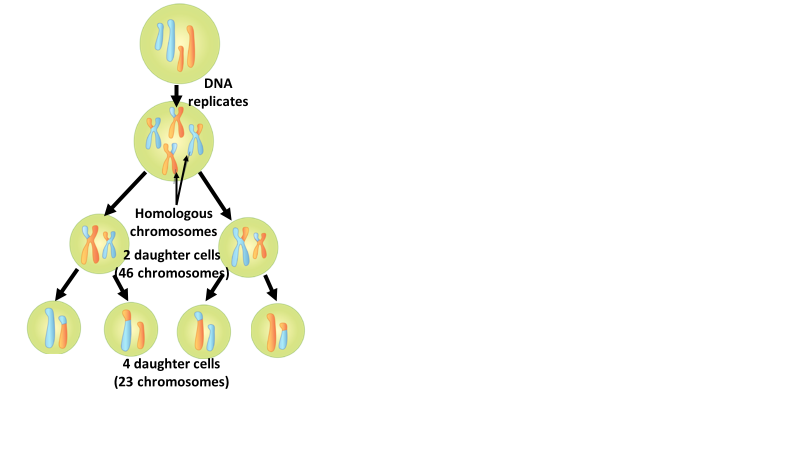 DNA
replicates
Homologous
chromosomes
2 daughter cells
(46 chromosomes)
4 daughter cells
(23 chromosomes)